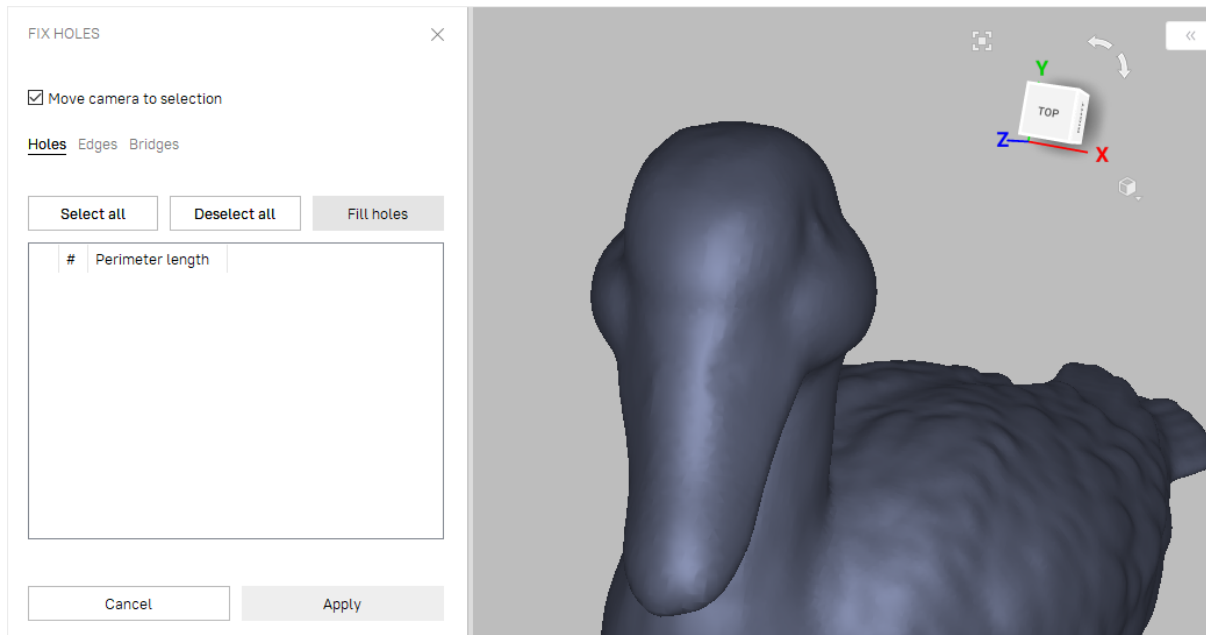 FIX HOLES
Move camera to selection
Holes Edges Bridges
Select all Deselect all Fill holes
# Perimeter length
Cancel Apply
Y
TOP
Z
X